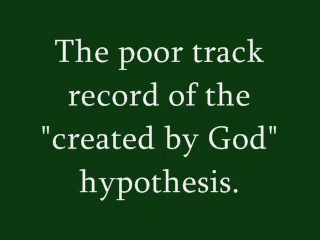 The poor track
record of the
"created by God"
hypothesis.